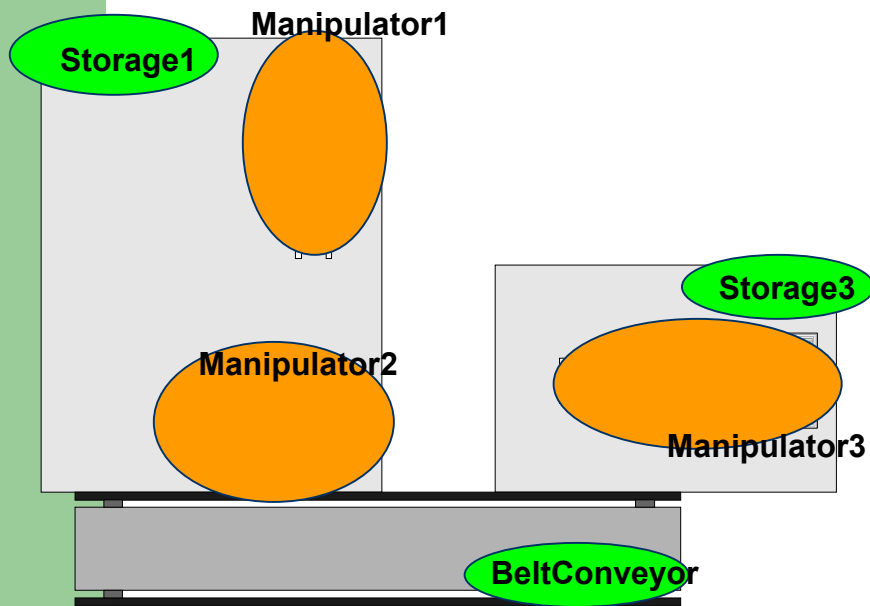 Manipulator1
Storage1
Storage3
Manipulator2
Manipulator3
BeltConveyor